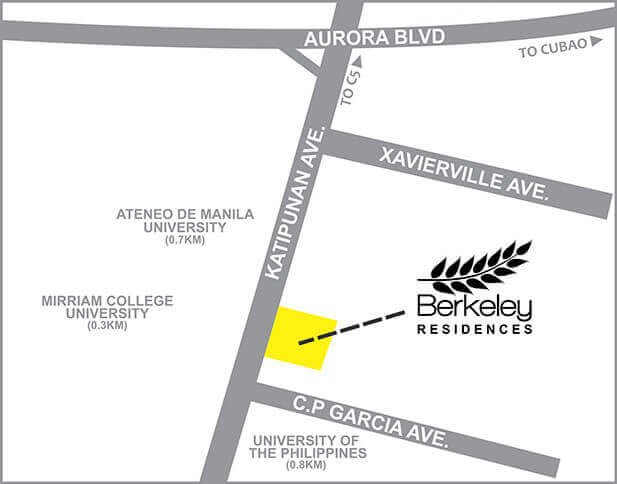 AURORA BLVD
TO CUBAO
TO C5
KATIPUNAN AVE.
XAVIERVILLE AVE.
ATENEO DE MANILA
UNIVERSITY
(0.7KM)
MIRRIAM COLLEGE
UNIVERSITY
(0.3KM)
Berkeley
RESIDENCES
C.P GARCIA AVE.
UNIVERSITY OF
THE PHILIPPINES
(0.8KM)